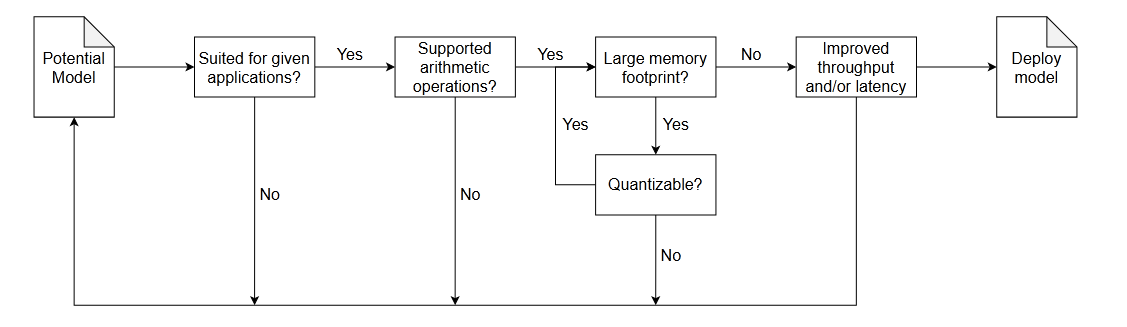 Potential
Model
Suited for given
applications?
Yes
Supported
arithmetic
operations?
Yes
Large memory
footprint?
No
Improved
throughput
and/or latency
Deploy
model
Yes
Yes
Quantizable?
No
No
No